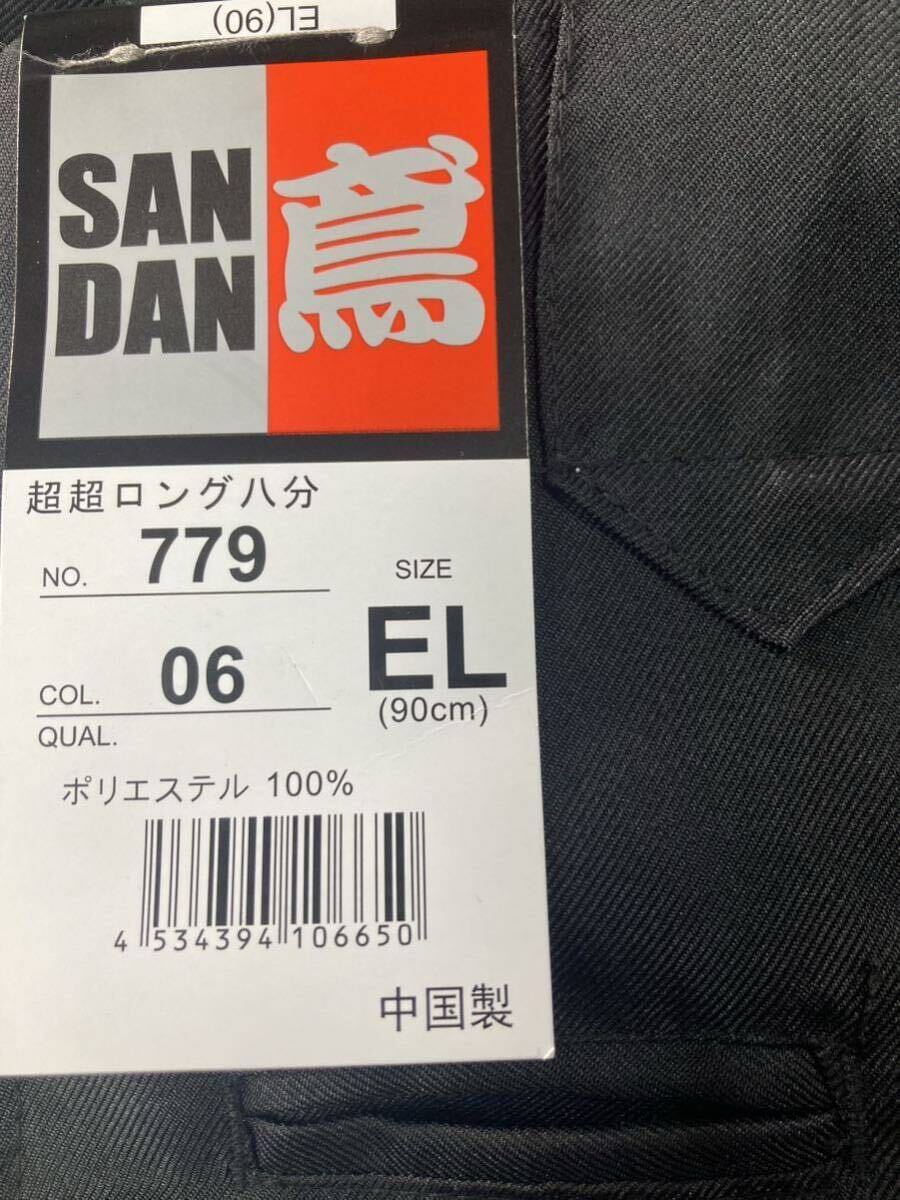 EL(90)
SAN
DAN
鳶
超超ロング八分
NO. 779
SIZE
EL
(90cm)
COL. 06
QUAL.
ポリエステル 100%
4 534394 106650
中国製